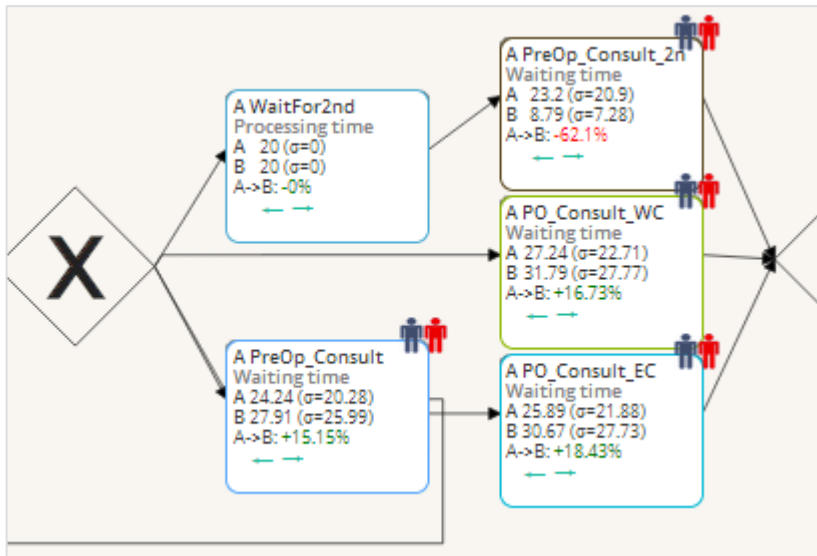 X
A WaitFor2nd
Processing time
A 20 (σ=0)
B 20 (σ=0)
A->B: -0%
A PreOp_Consult_2n
Waiting time
A 23.2 (σ=20.9)
B 8.79 (σ=7.28)
A->B: -62.1%
A PO_Consult_WC
Waiting time
A 27.24 (σ=22.71)
B 31.79 (σ=27.77)
A->B: +16.73%
A PreOp_Consult
Waiting time
A 24.24 (σ=20.28)
B 27.91 (σ=25.99)
A->B: +15.15%
A PO_Consult_EC
Waiting time
A 25.89 (σ=21.88)
B 30.67 (σ=27.73)
A->B: +18.43%